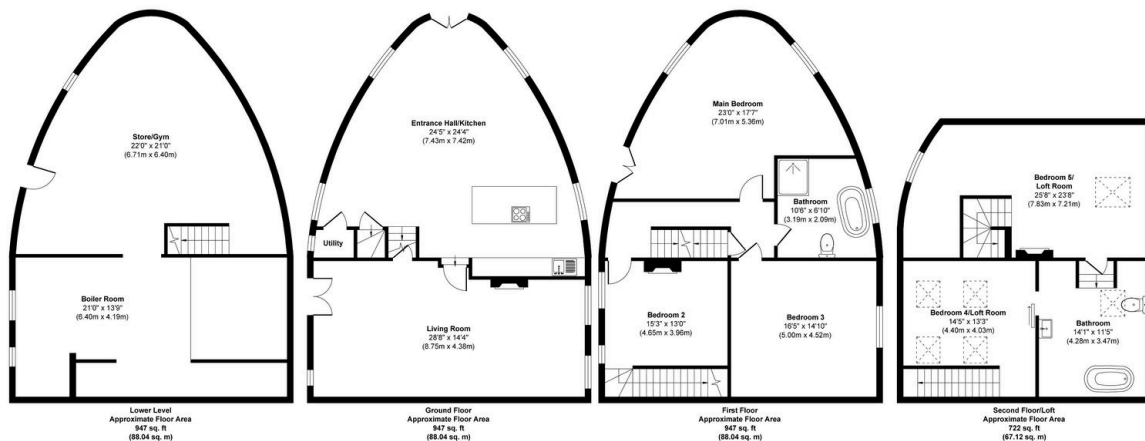 Store/Gym
22'0" x 21'0"
(6.71m x 6.40m)
Boiler Room
21'0" x 13'9"
(6.40m x 4.19m)
Lower Level
Approximate Floor Area
947 sq. ft
(88.04 sq. m)
Entrance Hall/Kitchen
24'5" x 24'4"
(7.43m x 7.42m)
Utility
Living Room
28'8" x 14'4"
(8.75m x 4.38m)
Ground Floor
Approximate Floor Area
947 sq. ft
(88.04 sq. m)
Main Bedroom
23'0" x 17'7"
(7.01m x 5.36m)
Bathroom
10'6" x 6'10"
(3.19m x 2.09m)
Bedroom 2
15'3" x 13'0"
(4.65m x 3.96m)
Bedroom 3
16'5" x 14'10"
(5.00m x 4.52m)
First Floor
Approximate Floor Area
947 sq. ft
(88.04 sq. m)
Bedroom 5/
Loft Room
25'8" x 23'8"
(7.83m x 7.21m)
Bedroom 4/Loft Room
14'5" x 13'3"
(4.40m x 4.03m)
Bathroom
14'1" x 11'5"
(4.28m x 3.47m)
Second Floor/Loft
Approximate Floor Area
722 sq. ft
(67.12 sq. m)